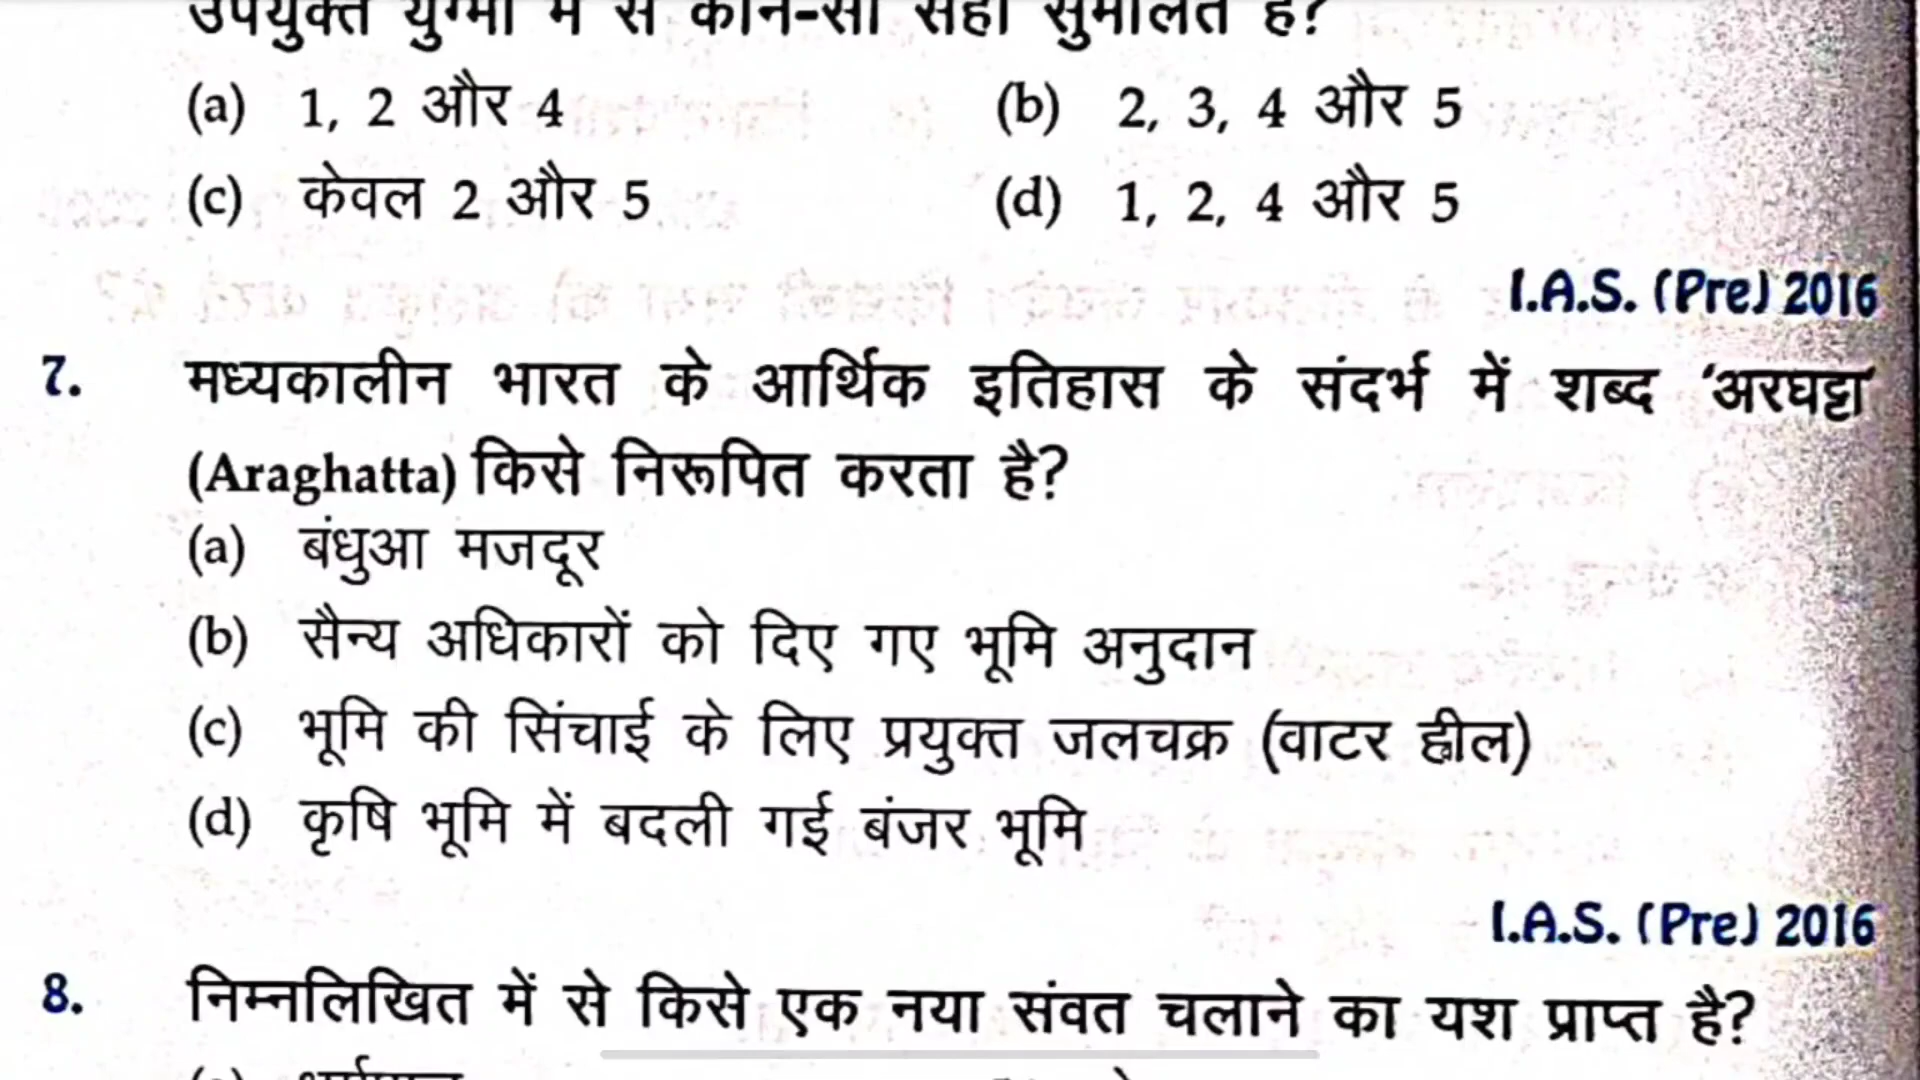 उपर्युक्त युग्मों में से कौन-सा सही सुमेलित है?
(a) 1, 2 और 4 (b) 2, 3, 4 और 5
(c) केवल 2 और 5 (d) 1, 2, 4 और 5
I.A.S. (Pre) 2016
7. मध्यकालीन भारत के आर्थिक इतिहास के संदर्भ में शब्द ‘अरघट्टा’
(Araghatta) किसे निरूपित करता है?
(a) बंधुआ मजदूर
(b) सैन्य अधिकारों को दिए गए भूमि अनुदान
(c) भूमि की सिंचाई के लिए प्रयुक्त जलचक्र (वाटर ह्वील)
(d) कृषि भूमि में बदली गई बंजर भूमि
I.A.S. (Pre) 2016
8. निम्नलिखित में से किसे एक नया संवत चलाने का यश प्राप्त है?